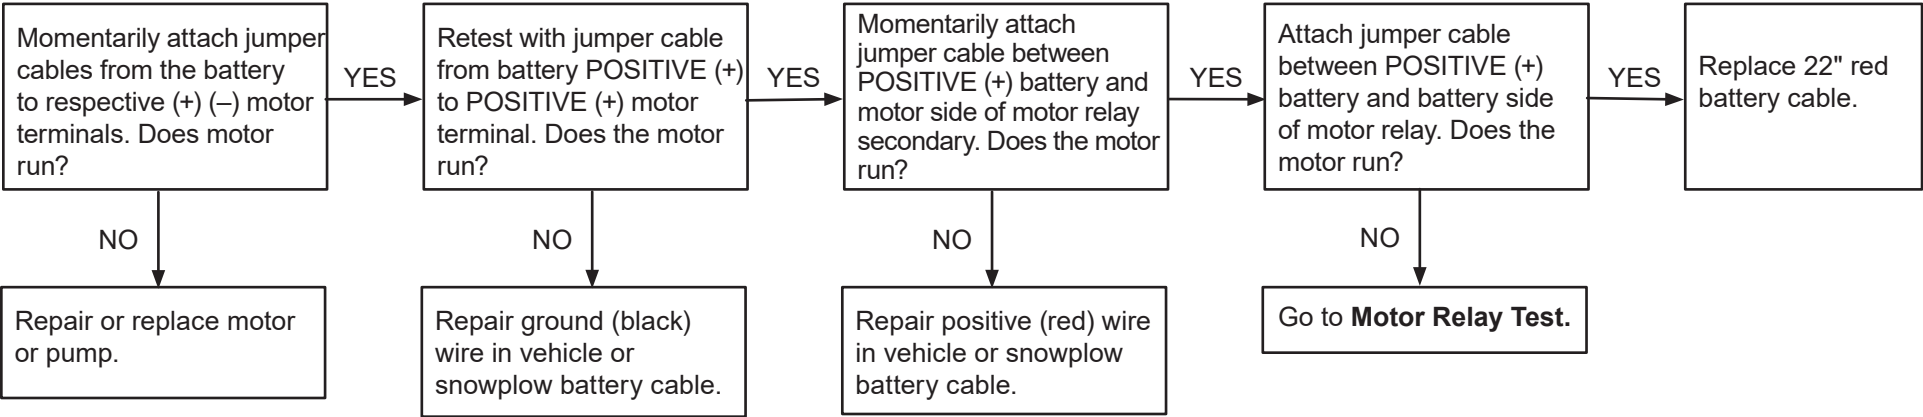 Momentarily attach jumper
cables from the battery
to respective (+) (–) motor
terminals. Does motor
run?
YES
Retest with jumper cable
from battery POSITIVE (+)
to POSITIVE (+) motor
terminal. Does the motor
run?
YES
Momentarily attach
jumper cable between
POSITIVE (+) battery and
motor side of motor relay
secondary. Does the motor
run?
YES
Attach jumper cable
between POSITIVE (+)
battery and battery side
of motor relay. Does the
motor run?
YES
Replace 22" red
battery cable.
NO
NO
NO
NO
Repair or replace motor
or pump.
Repair ground (black)
wire in vehicle or
snowplow battery cable.
Repair positive (red) wire
in vehicle or snowplow
battery cable.
Go to Motor Relay Test.